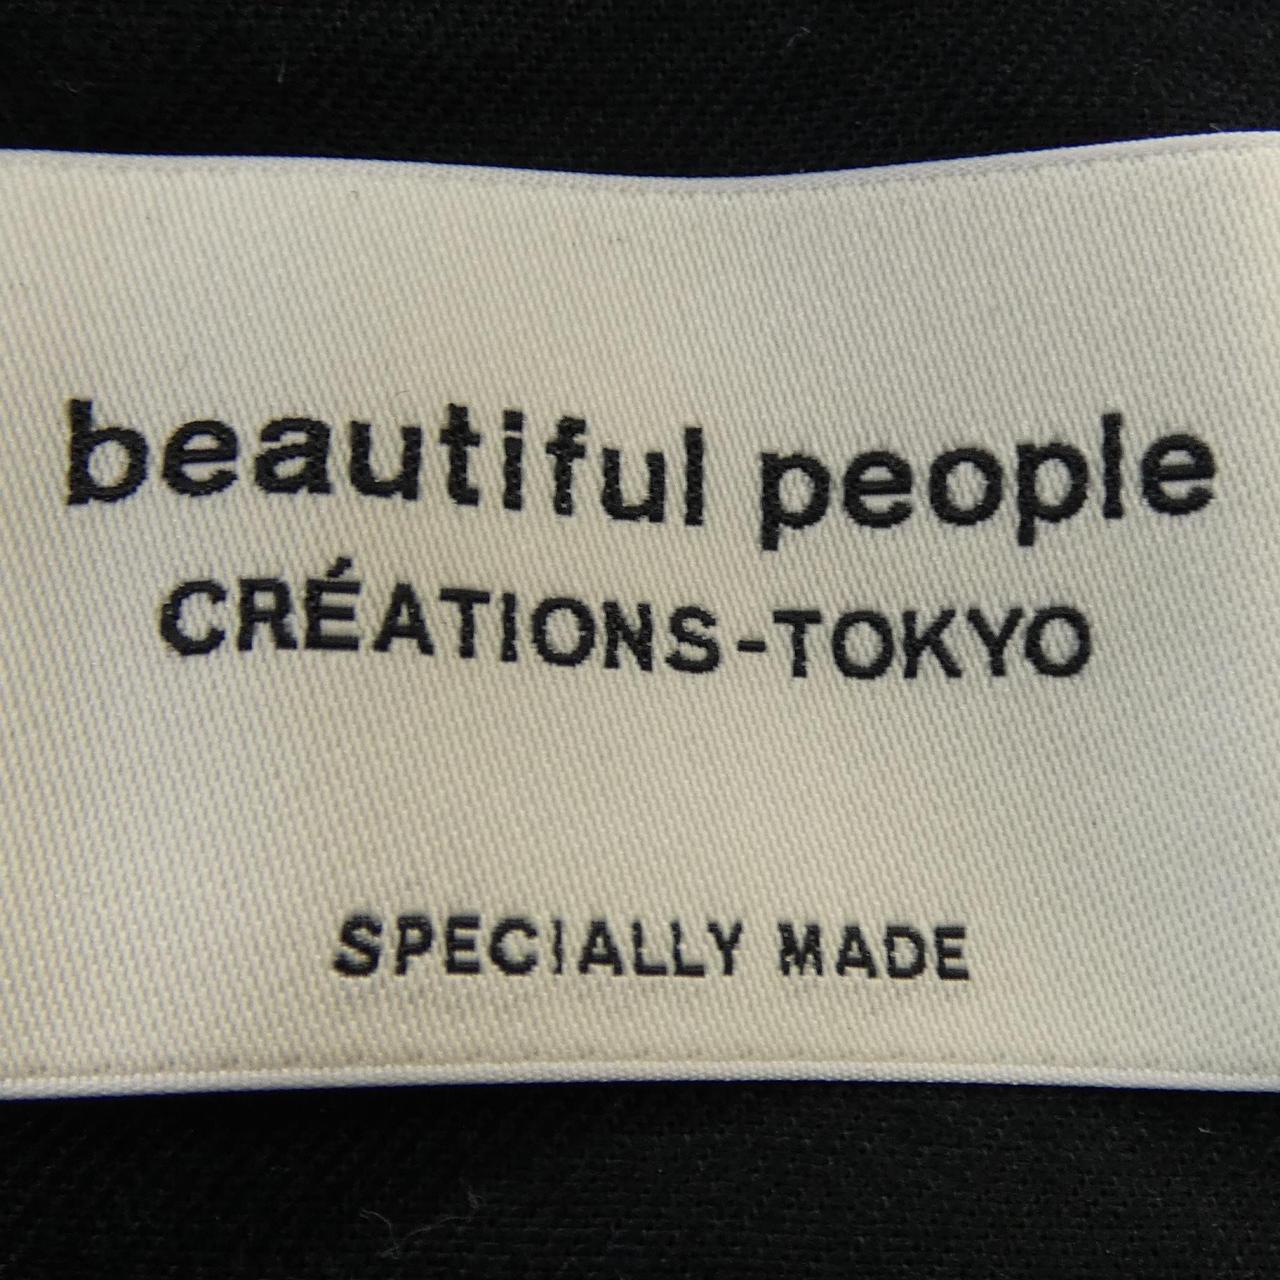 beautiful people
CRÉATIONS-TOKYO
SPECIALLY MADE